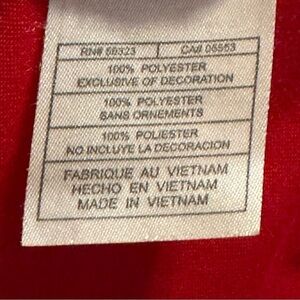 RN# 59323 CA# 05553
100% POLYESTER
EXCLUSIVE OF DECORATION
100% POLYESTER
SANS ORNEMENTS
100% POLIESTER
NO INCLUYE LA DECORACION
FABRIQUE AU VIETNAM
HECHO EN VIETNAM
MADE IN VIETNAM